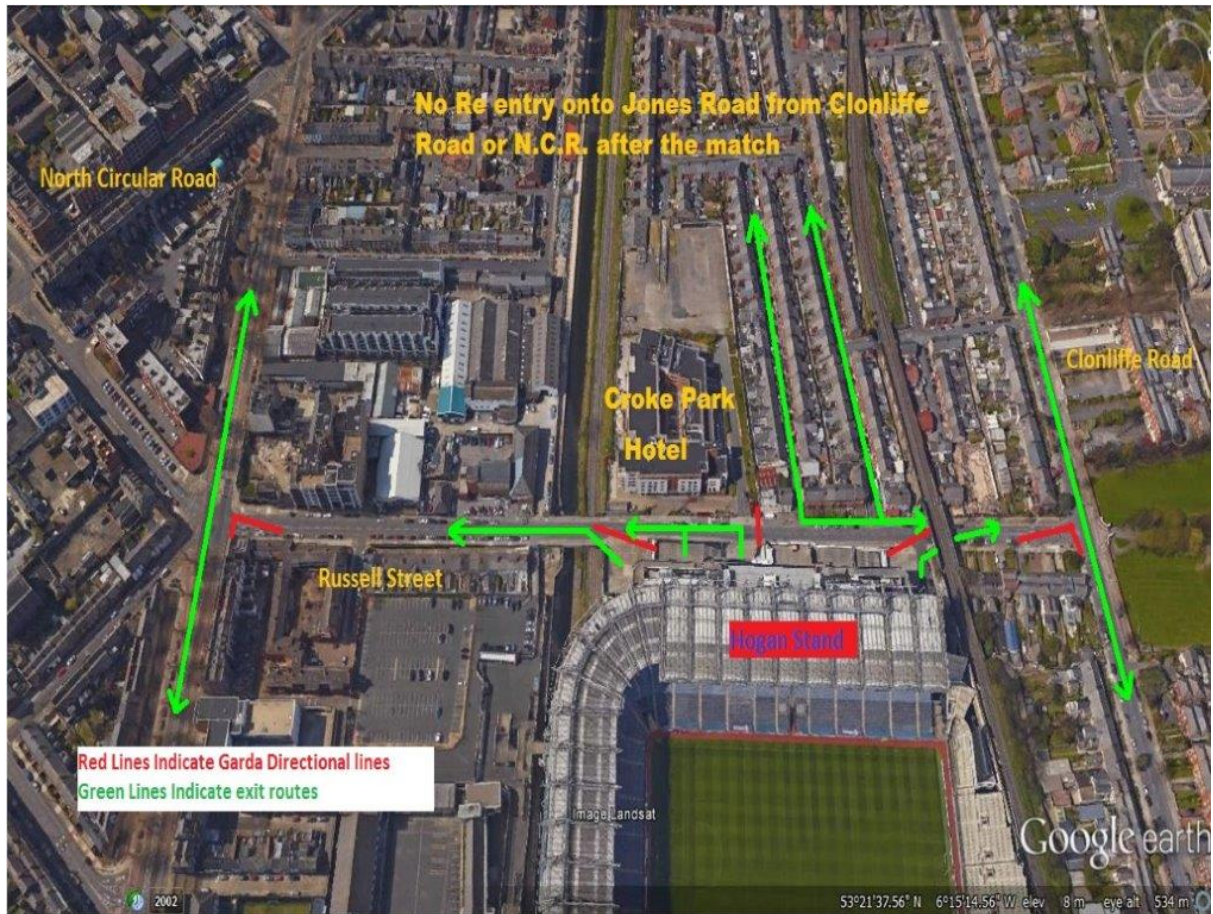 No Re entry onto Jones Road from Clonliffe
Road or N.C.R. after the match
North Circular Road
Clonliffe Road
Croke Park
Hotel
Russell Street
Hogan Stand
Red Lines Indicate Garda Directional lines
Green Lines Indicate exit routes
Image Landsat
Google earth
2002
53°21'37.56" N 6°15'14.56" W elev 8 m eye alt 534 m